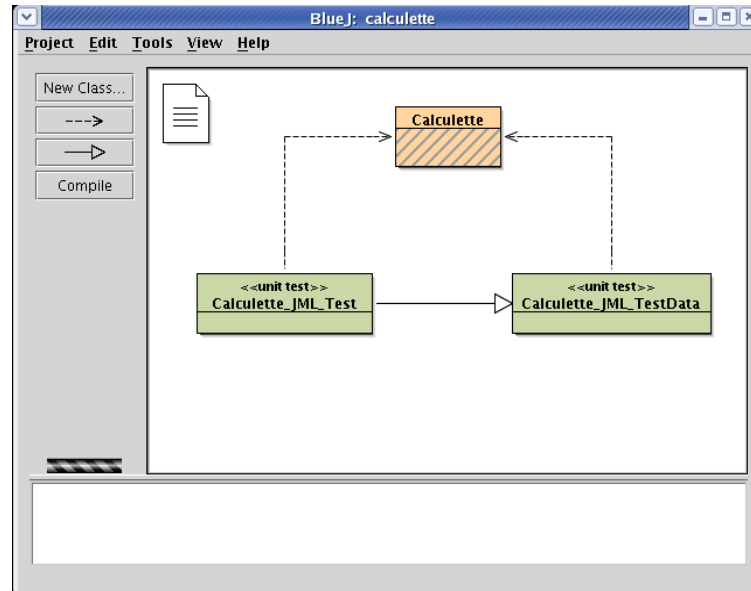 BlueJ: calculette
Project Edit Tools View Help
New Class...
Compile
Calculette
<<unit test>>
Calculette_JML_Test
<<unit test>>
Calculette_JML_TestData